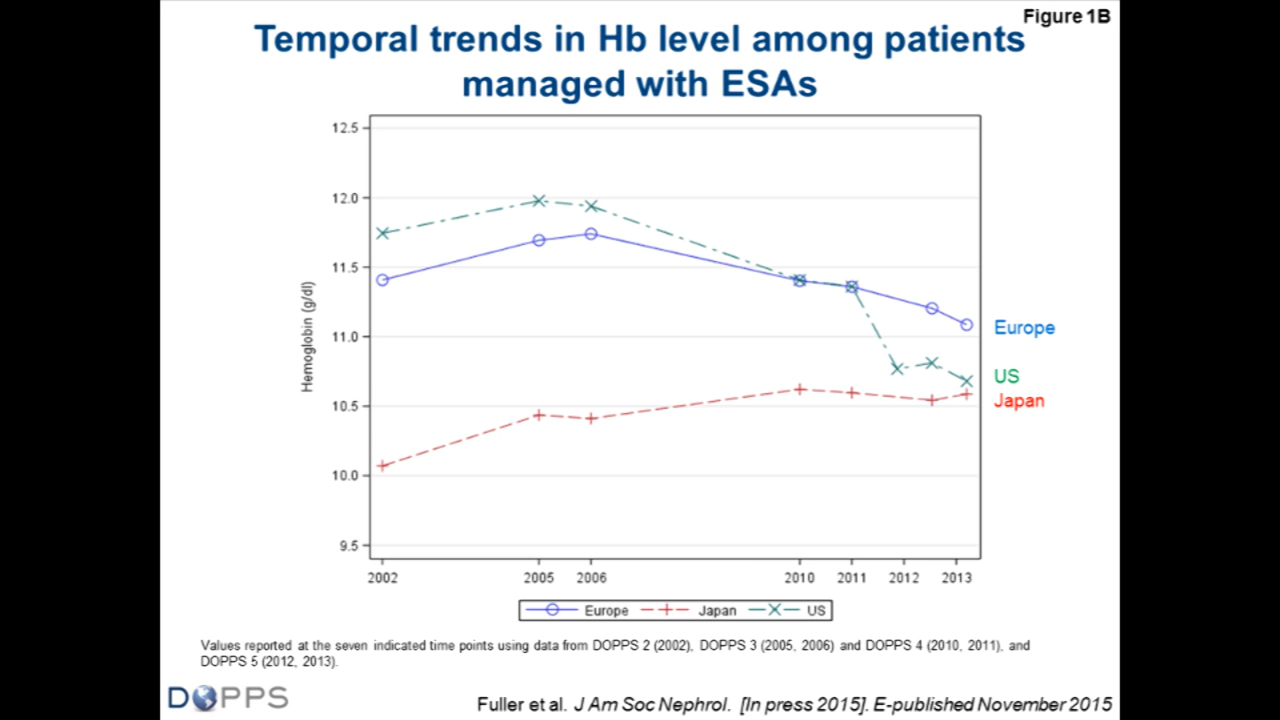 Figure 1B
Temporal trends in Hb level among patients
managed with ESAs
12.5
12.0
11.5
11.0
10.5
10.0
9.5
Hemoglobin (g/dl)
Europe
US
Japan
2002 2005 2006 2010 2011 2012 2013
Europe Japan US
Values reported at the seven indicated time points using data from DOPPS 2 (2002), DOPPS 3 (2005, 2006) and DOPPS 4 (2010, 2011), and
DOPPS 5 (2012, 2013).
DOPPS
Fuller et al. J Am Soc Nephrol. [In press 2015]. E-published November 2015